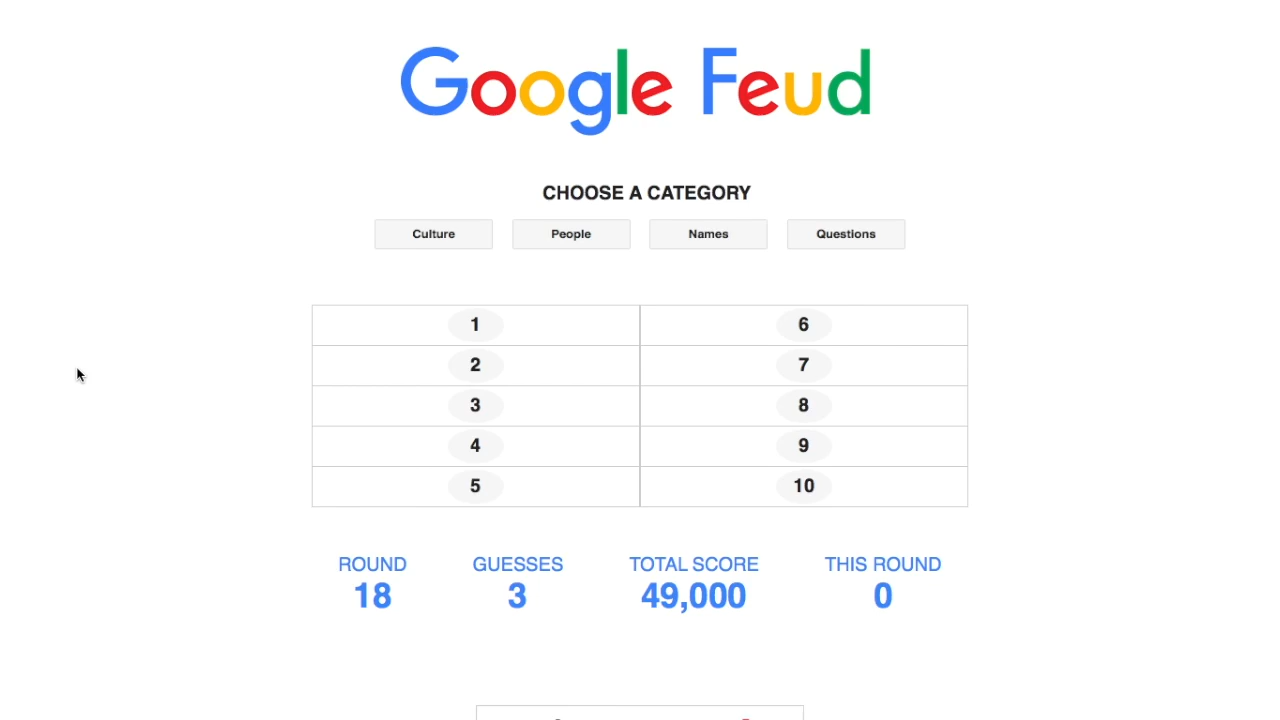 Google Feud
CHOOSE A CATEGORY
Culture People Names Questions
1 6
2 7
3 8
4 9
5 10
ROUND GUESSES TOTAL SCORE THIS ROUND
18 3 49,000 0